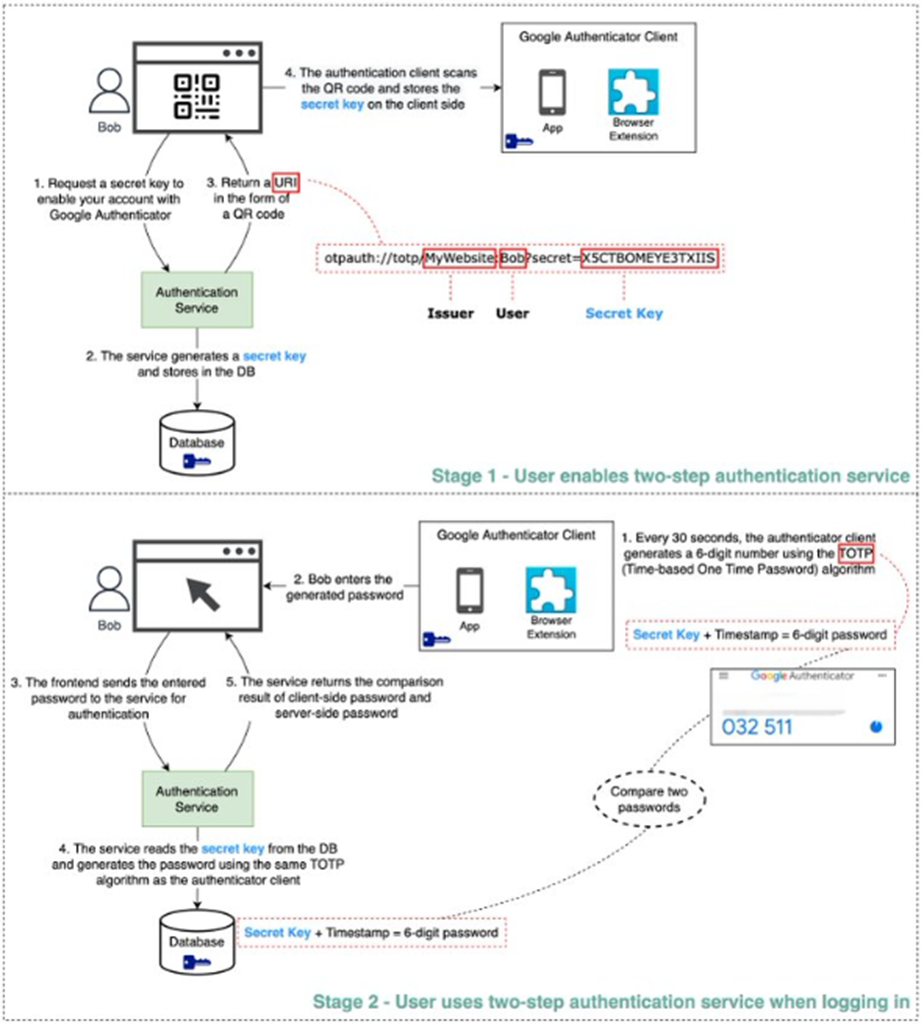 Google Authenticator Client
App
Browser
Extension
Bob
4. The authentication client scans
the QR code and stores the
secret key on the client side
1. Request a secret key to
enable your account with
Google Authenticator
3. Return a URI
in the form of
a QR code
otpauth://totp/MyWebsite:Bob?secret=X5CTBOMEYE3TXIIS
Issuer
User
Secret Key
Authentication
Service
2. The service generates a secret key
and stores in the DB
Database
Stage 1 - User enables two-step authentication service
Google Authenticator Client
App
Browser
Extension
1. Every 30 seconds, the authenticator client
generates a 6-digit number using the TOTP
(Time-based One Time Password) algorithm
Bob
2. Bob enters the
generated password
Secret Key + Timestamp = 6-digit password
Google Authenticator
032 511
3. The frontend sends the entered
password to the service for
authentication
5. The service returns the comparison
result of client-side password and
server-side password
Authentication
Service
Compare two
passwords
4. The service reads the secret key from the DB
and generates the password using the same TOTP
algorithm as the authenticator client
Database
Secret Key + Timestamp = 6-digit password
Stage 2 - User uses two-step authentication service when logging in